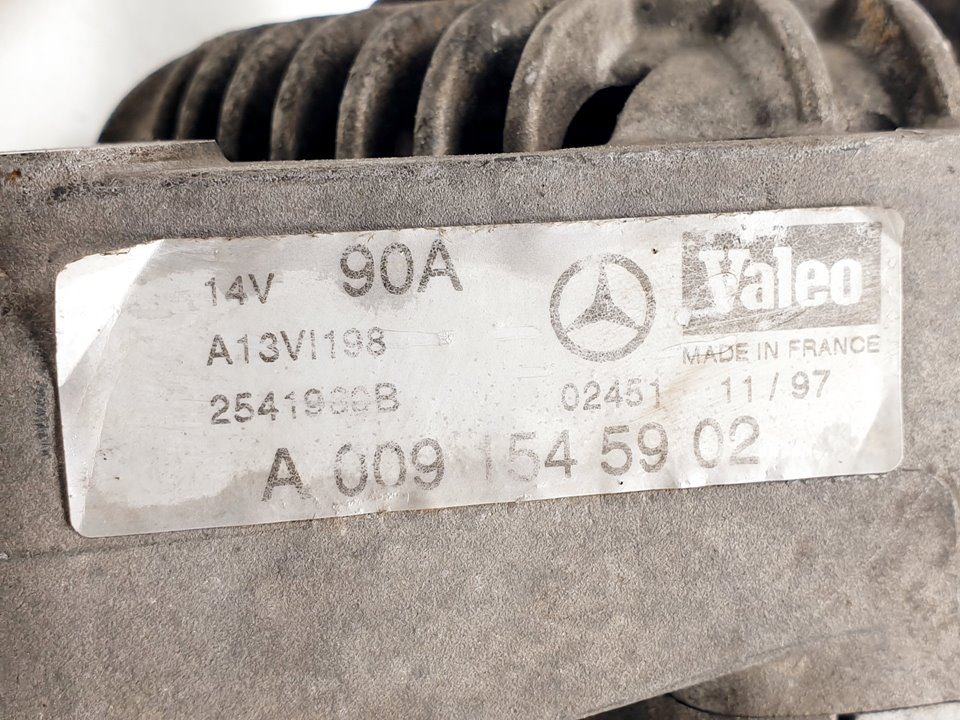 14V 90A
Valeo
A13VI198
MADE IN FRANCE
02451 11/97
A 009 154 59 02